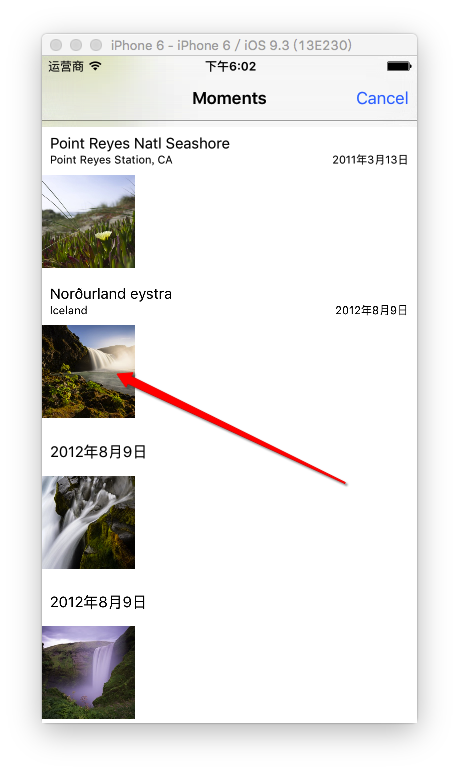 iPhone 6 - iPhone 6 / iOS 9.3 (13E230)
运营商 下午6:02
Moments Cancel
Point Reyes Natl Seashore
Point Reyes Station, CA 2011年3月13日
Norðurland eystra
Iceland 2012年8月9日
2012年8月9日
2012年8月9日